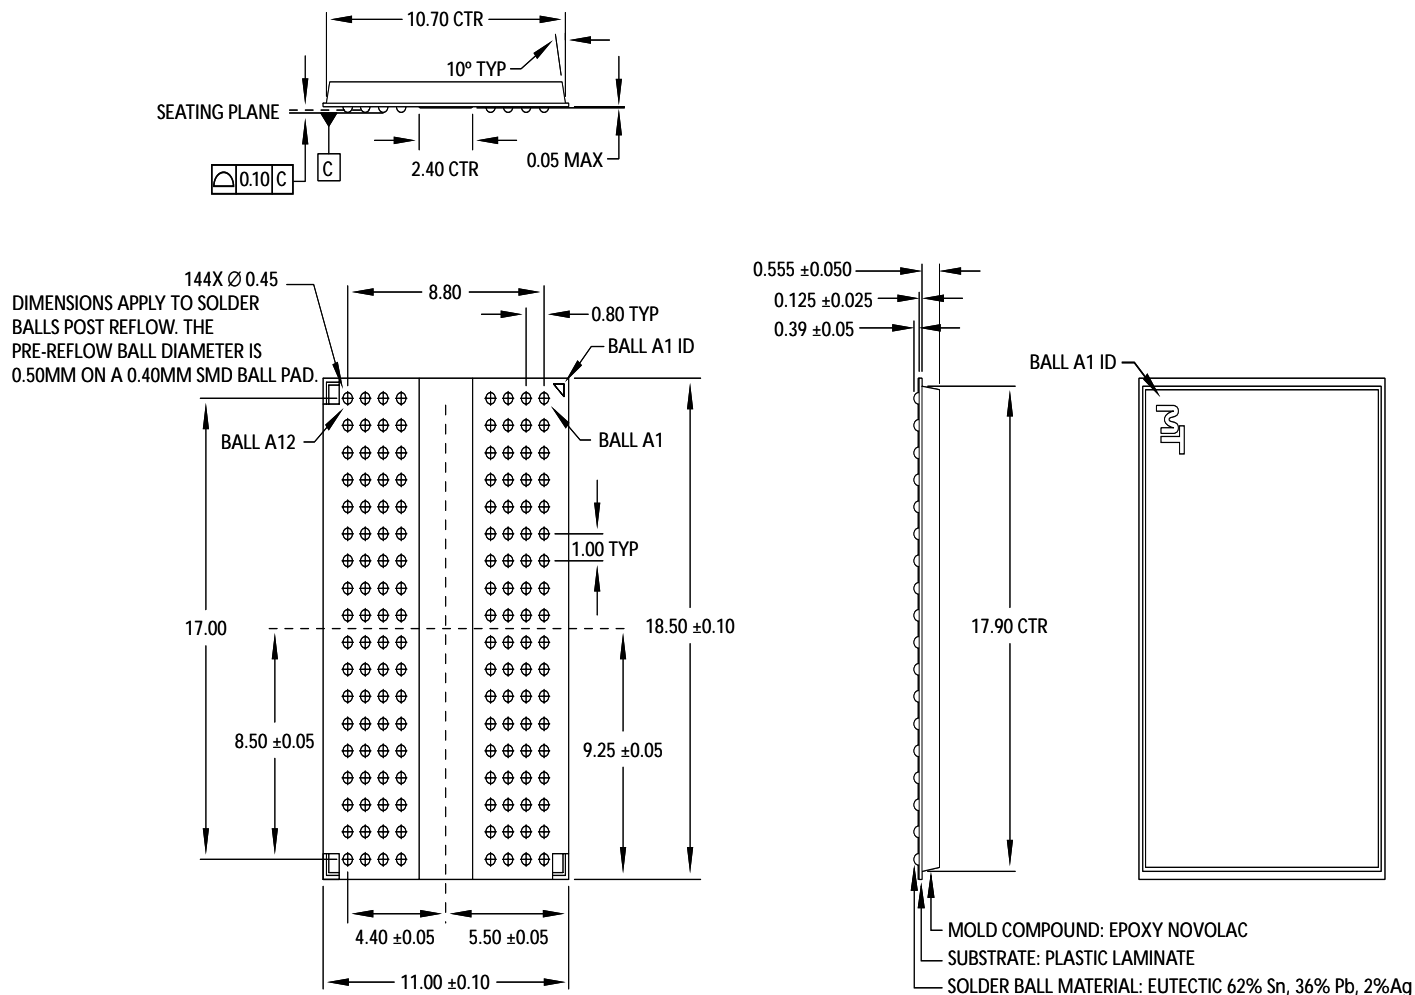 10.70 CTR
10º TYP
SEATING PLANE
0.10 C
C
2.40 CTR
0.05 MAX
144X Ø 0.45
DIMENSIONS APPLY TO SOLDER
BALLS POST REFLOW. THE
PRE-REFLOW BALL DIAMETER IS
0.50MM ON A 0.40MM SMD BALL PAD.
8.80
0.80 TYP
BALL A1 ID
BALL A12
BALL A1
1.00 TYP
17.00
18.50 ±0.10
8.50 ±0.05
9.25 ±0.05
4.40 ±0.05
5.50 ±0.05
11.00 ±0.10
0.555 ±0.050
0.125 ±0.025
0.39 ±0.05
17.90 CTR
BALL A1 ID
MT
MOLD COMPOUND: EPOXY NOVOLAC
SUBSTRATE: PLASTIC LAMINATE
SOLDER BALL MATERIAL: EUTECTIC 62% Sn, 36% Pb, 2%Ag